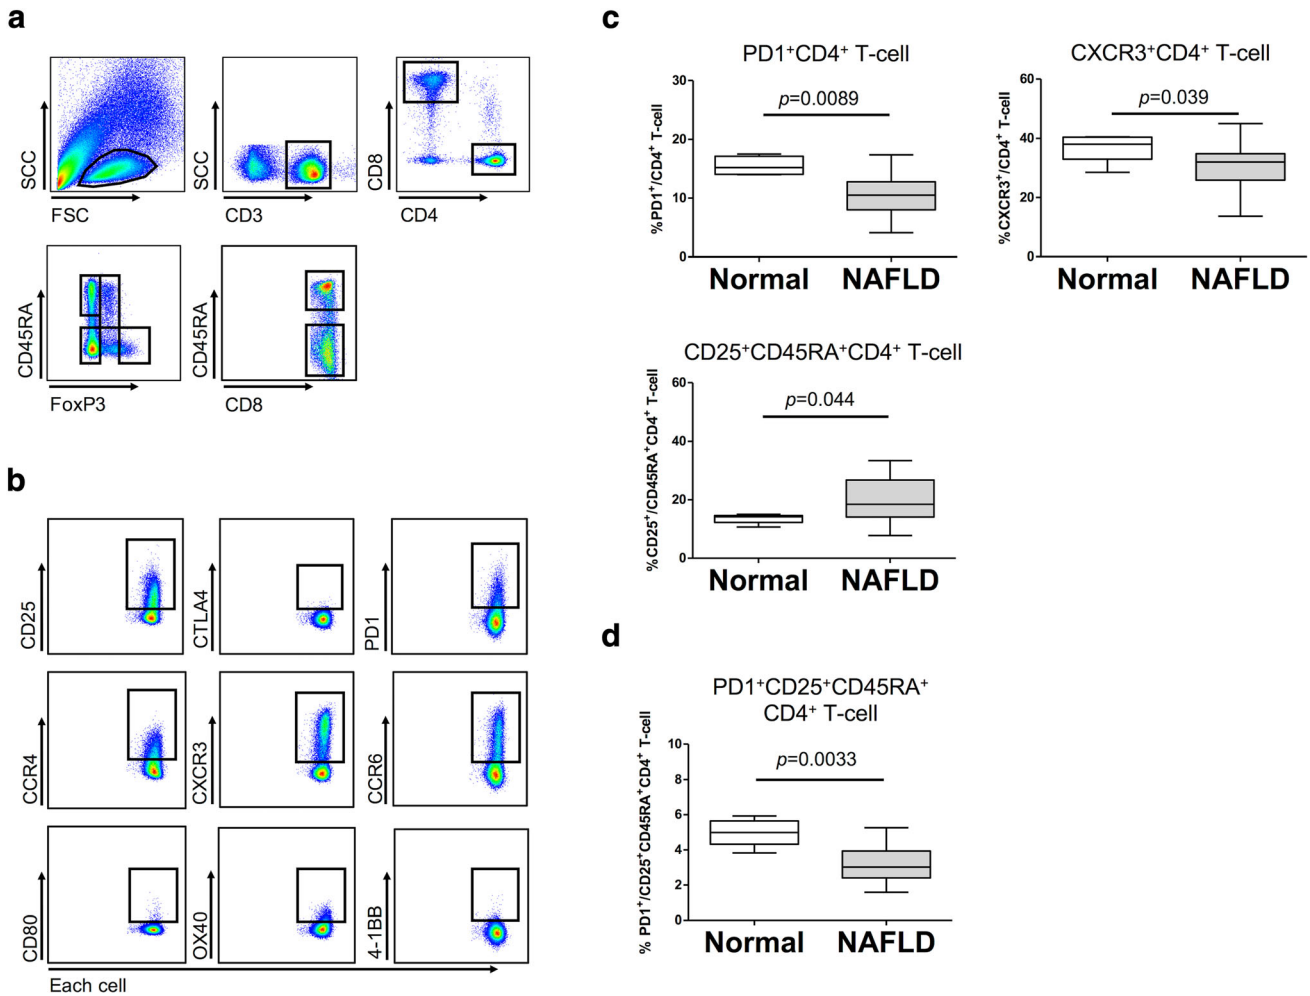 a
SCC
FSC
SCC
CD3
CD8
CD4
CD45RA
FoxP3
CD45RA
CD8
b
CD25
CTLA4
PD1
CCR4
CXCR3
CCR6
CD80
OX40
4-1BB
Each cell
c
PD1⁺CD4⁺ T-cell
%PD1⁺/CD4⁺ T-cell
30
20
10
0
p=0.0089
Normal NAFLD
CXCR3⁺CD4⁺ T-cell
%CXCR3⁺/CD4⁺ T-cell
60
40
20
0
p=0.039
Normal NAFLD
CD25⁺CD45RA⁺CD4⁺ T-cell
%CD25⁺/CD45RA⁺CD4⁺ T-cell
60
40
20
0
p=0.044
Normal NAFLD
d
PD1⁺CD25⁺CD45RA⁺
CD4⁺ T-cell
% PD1⁺/CD25⁺CD45RA⁺CD4⁺ T-cell
10
8
6
4
2
0
p=0.0033
Normal NAFLD